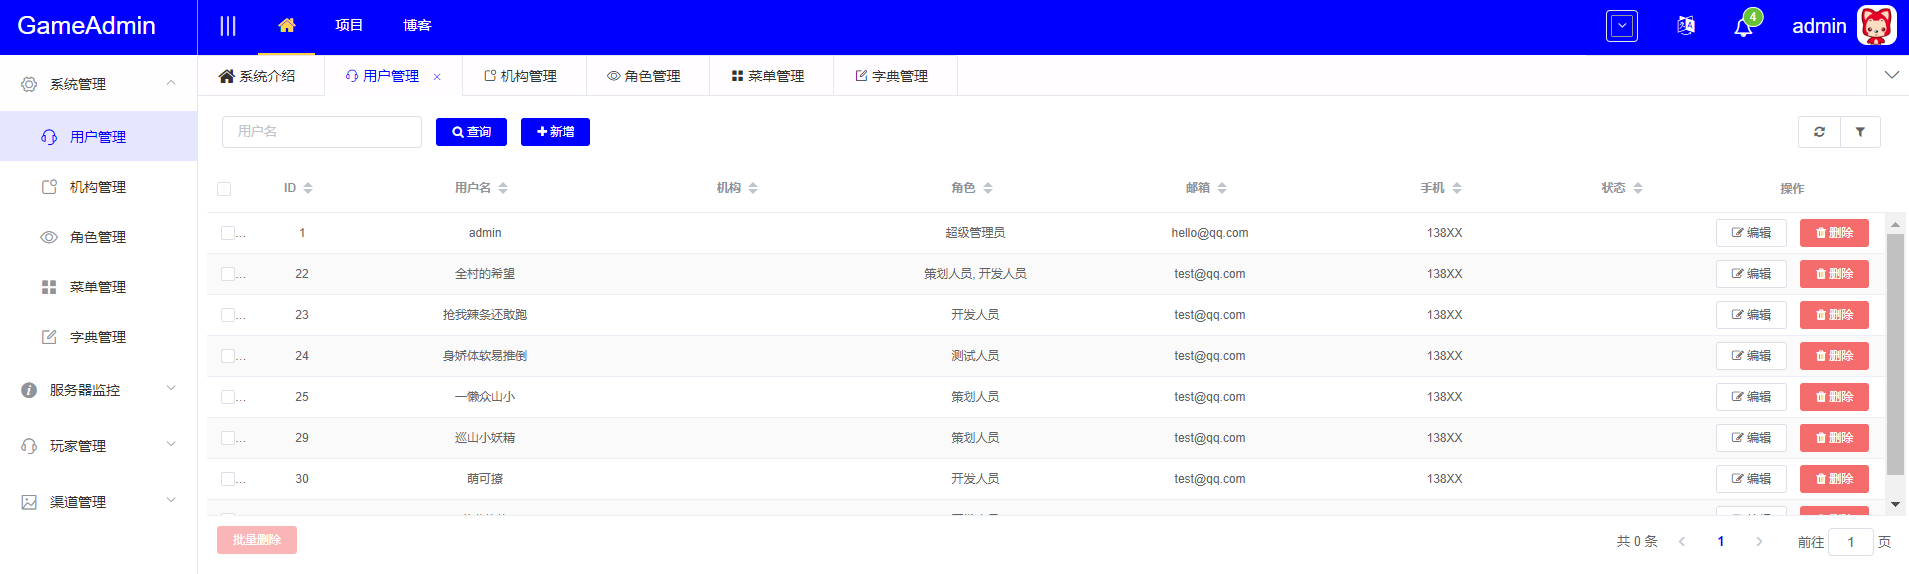 GameAdmin
项目
博客
4
admin
系统管理
用户管理
机构管理
角色管理
菜单管理
字典管理
服务器监控
玩家管理
渠道管理
系统介绍
用户管理
机构管理
角色管理
菜单管理
字典管理
用户名
查询
新增
ID 用户名 机构 角色 邮箱 手机 状态 操作
... 1 admin 超级管理员 hello@qq.com 138XX 编辑 删除
... 22 全村的希望 策划人员, 开发人员 test@qq.com 138XX 编辑 删除
... 23 抢我辣条还敢跑 开发人员 test@qq.com 138XX 编辑 删除
... 24 身娇体软易推倒 测试人员 test@qq.com 138XX 编辑 删除
... 25 一懒众山小 策划人员 test@qq.com 138XX 编辑 删除
... 29 巡山小妖精 策划人员 test@qq.com 138XX 编辑 删除
... 30 萌可擦 开发人员 test@qq.com 138XX 编辑 删除
批量删除
共 0 条
1
前往 1 页